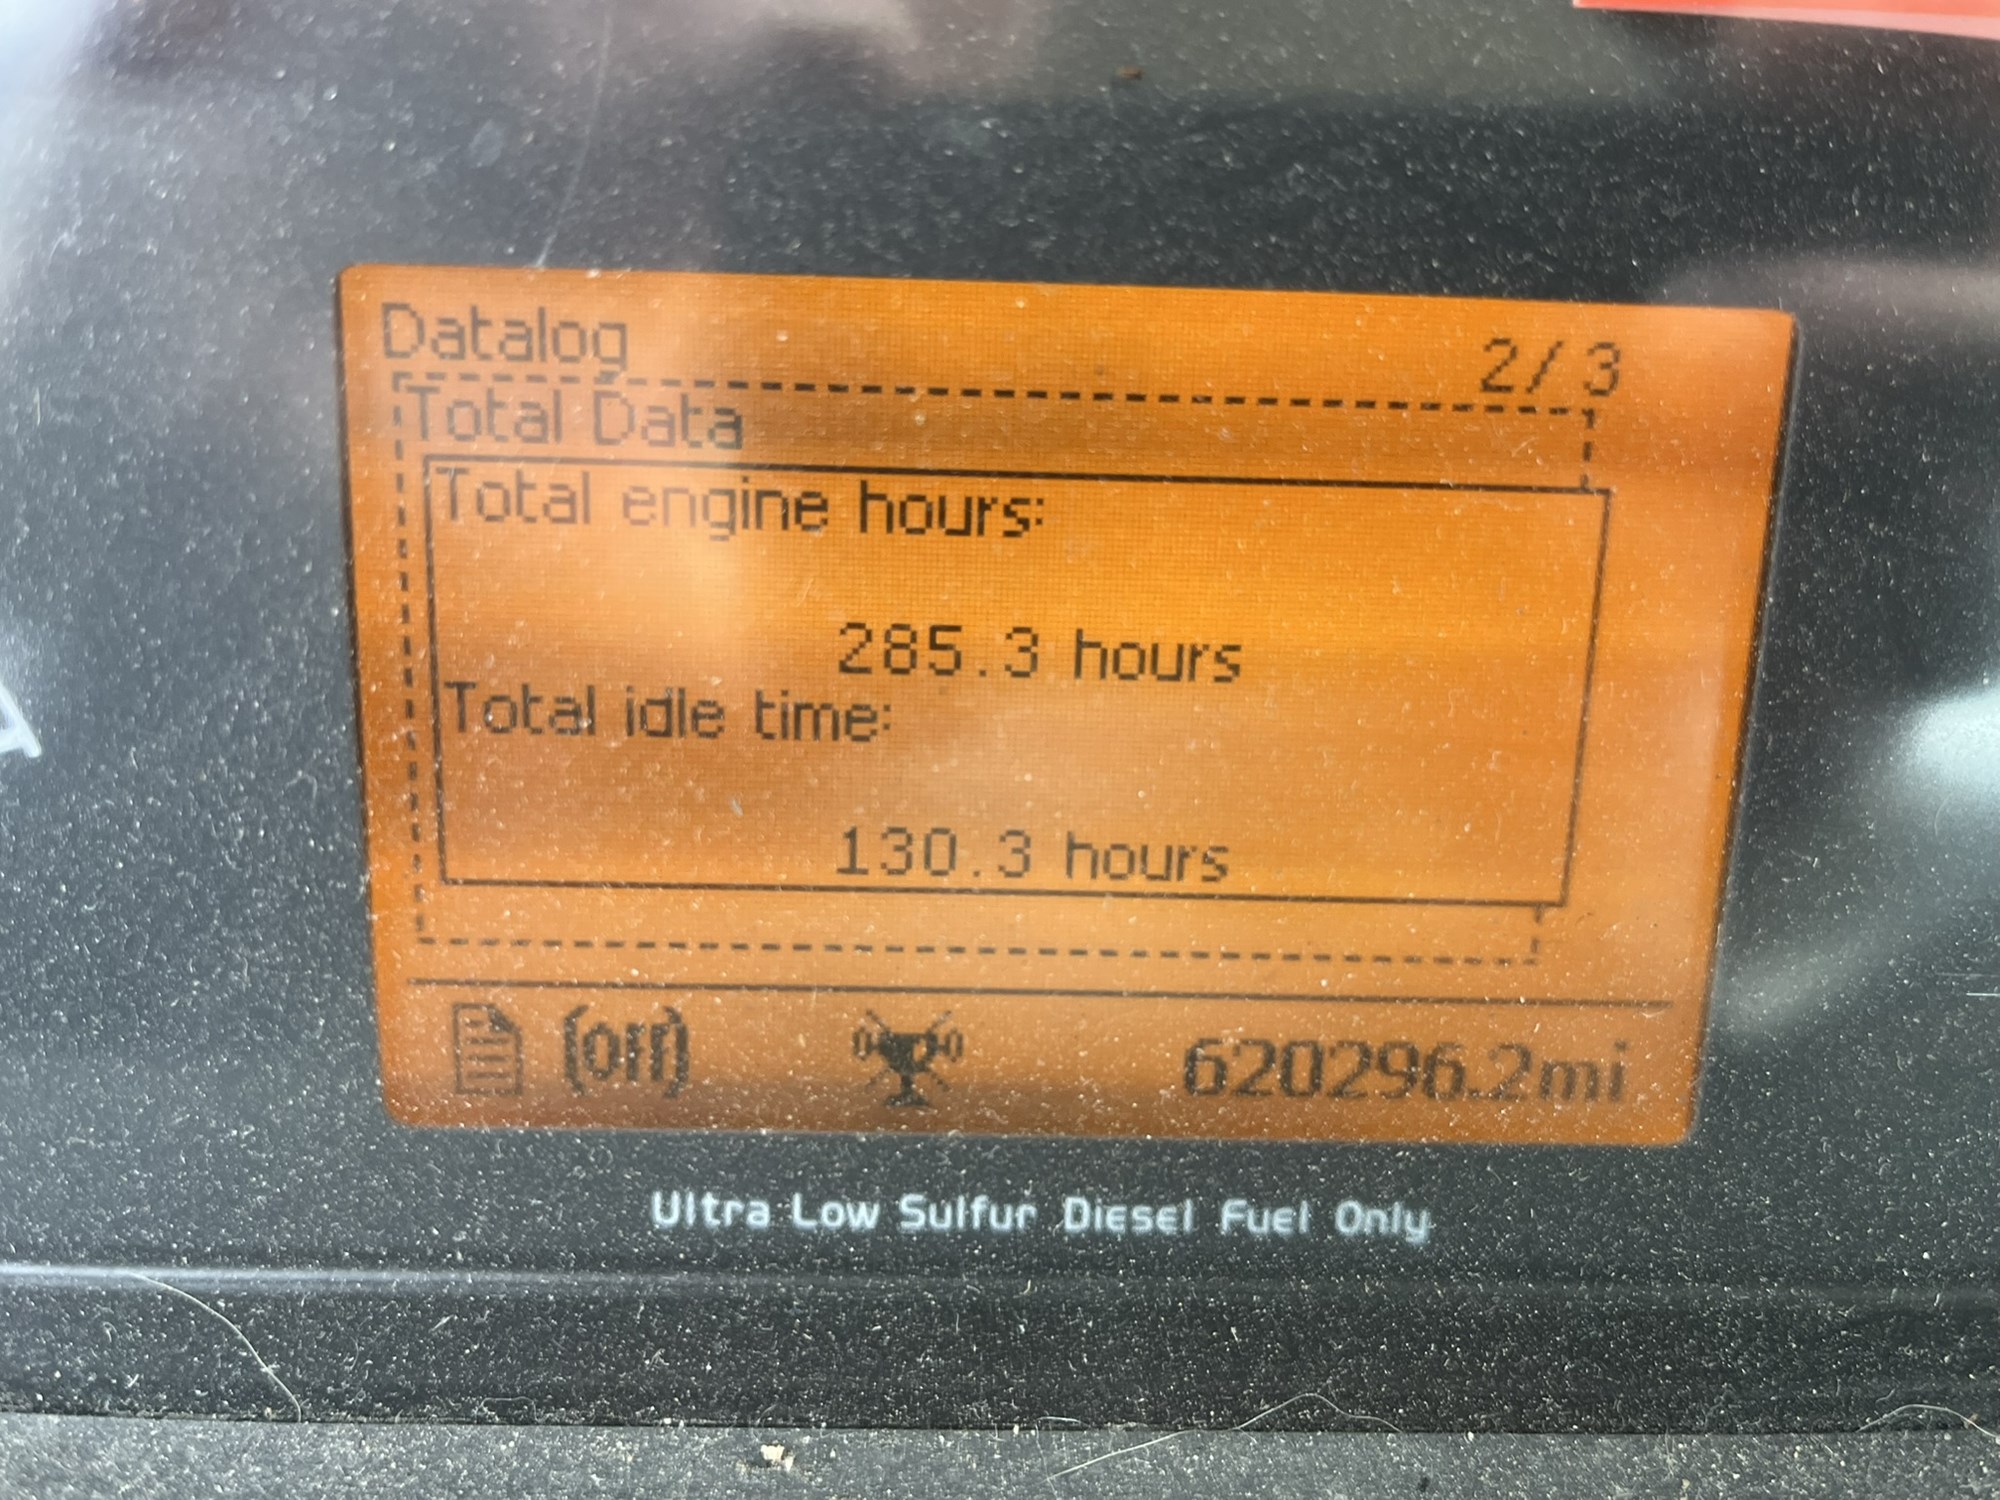 Datalog 2/3
Total Data
Total engine hours:
285.3 hours
Total idle time:
130.3 hours
(Off) 620296.2mi
Ultra Low Sulfur Diesel Fuel Only